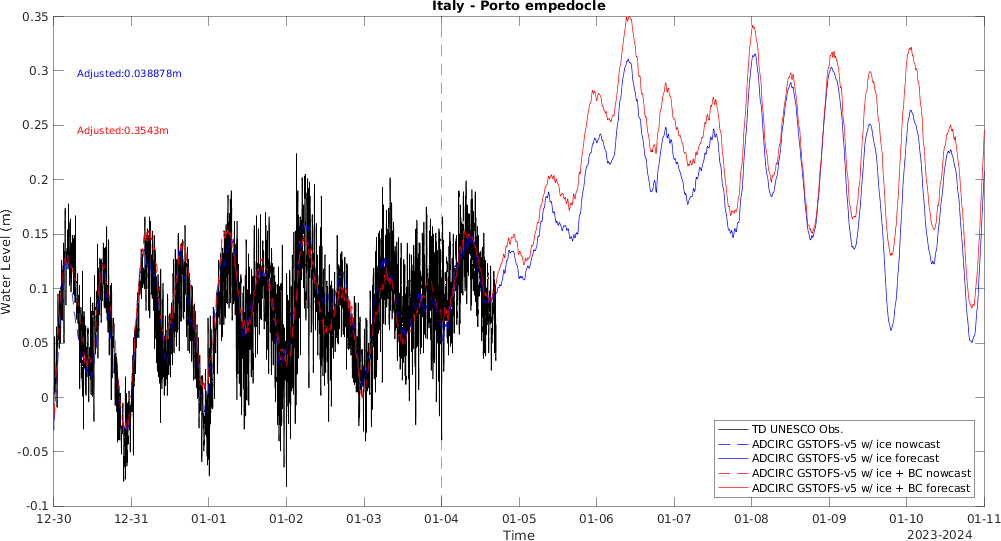 Italy - Porto empedocle
0.35
0.3
0.25
0.2
0.15
0.1
0.05
0
-0.05
-0.1
Water Level (m)
Adjusted:0.038878m
Adjusted:0.3543m
TD UNESCO Obs.
ADCIRC GSTOFS-v5 w/ ice nowcast
ADCIRC GSTOFS-v5 w/ ice forecast
ADCIRC GSTOFS-v5 w/ ice + BC nowcast
ADCIRC GSTOFS-v5 w/ ice + BC forecast
12-30 12-31 01-01 01-02 01-03 01-04 01-05 01-06 01-07 01-08 01-09 01-10 01-11
Time
2023-2024